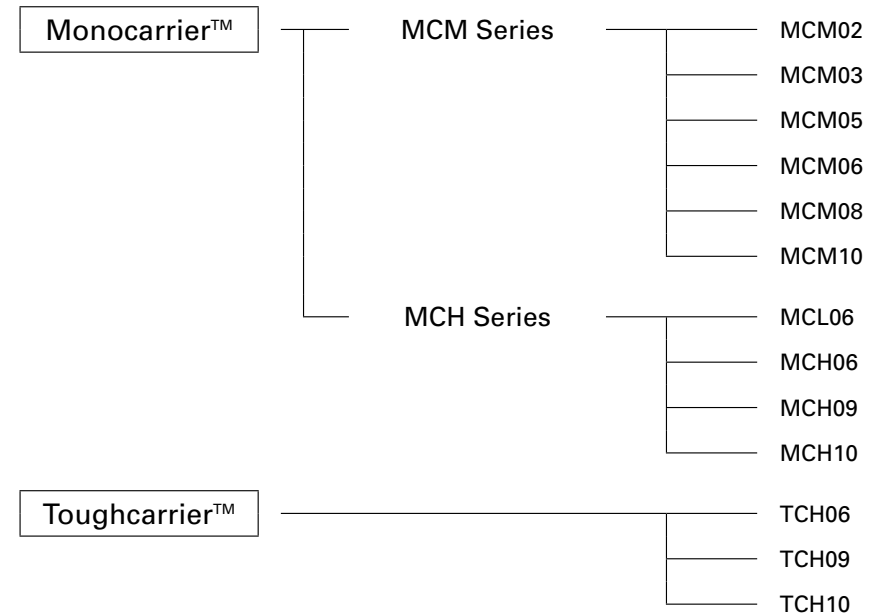 Monocarrier™ MCM Series MCM02
MCM03
MCM05
MCM06
MCM08
MCM10
MCH Series MCL06
MCH06
MCH09
MCH10
Toughcarrier™ TCH06
TCH09
TCH10